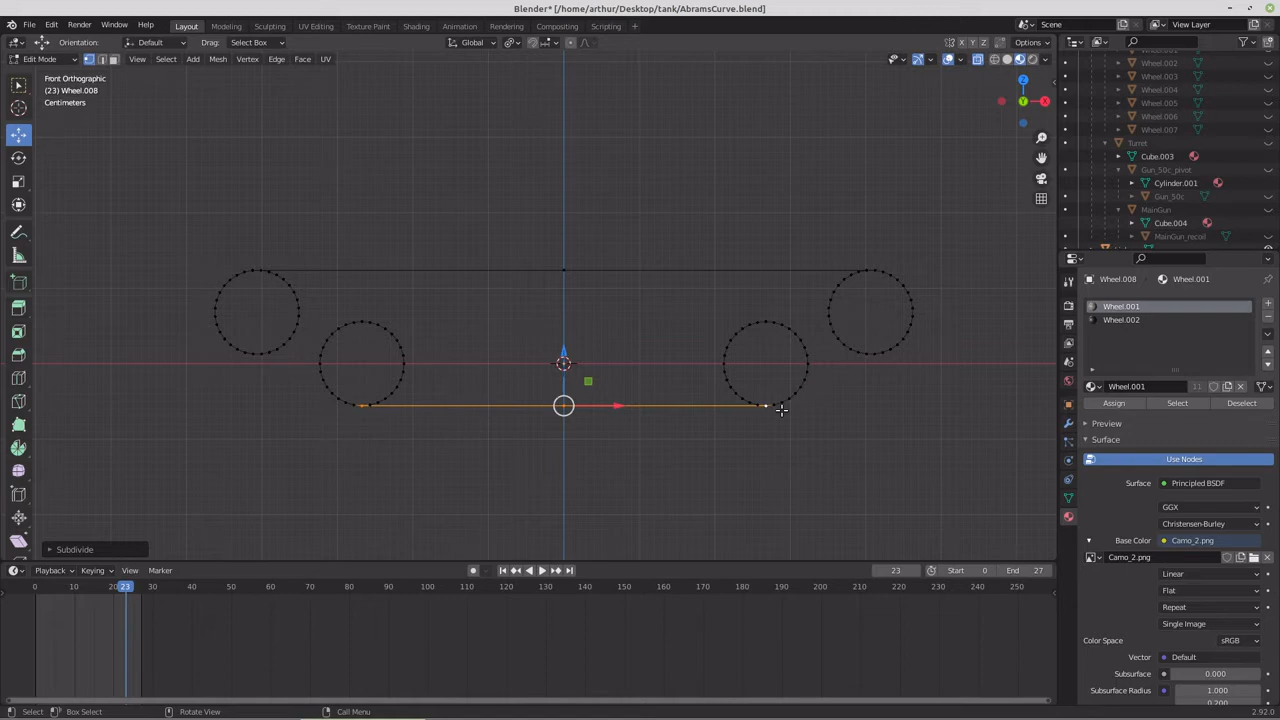 Blender* [/home/arthur/Desktop/tank/AbramsCurve.blend]
File Edit Render Window Help Layout Modeling Sculpting UV Editing Texture Paint Shading Animation Rendering Compositing Scripting + Scene View Layer
Orientation: Default Drag: Select Box Global X Y Z Options
Edit Mode View Select Add Mesh Vertex Edge Face UV
Front Orthographic
(23) Wheel.008
Centimeters
Z
Y
X
Subdivide
Wheel.002
Wheel.003
Wheel.004
Wheel.005
Wheel.006
Wheel.007
Turret
Cube.003
Gun_50c_pivot
Cylinder.001
Gun_50c
MainGun
Cube.004
MainGun_recoil
Wheel.008 Wheel.001
Wheel.001
Wheel.002
Wheel.001 11
Assign Select Deselect
Preview
Surface
Use Nodes
Surface Principled BSDF
GGX
Christensen-Burley
Base Color Camo_2.png
Camo_2.png
Linear
Flat
Repeat
Single Image
Color Space sRGB
Vector Default
Subsurface 0.000
Subsurface Radius 1.000
0.200
Playback Keying View Marker 23 Start 0 End 27
0 10 20 23 30 40 50 60 70 80 90 100 110 120 130 140 150 160 170 180 190 200 210 220 230 240 250
Select Box Select Rotate View Call Menu 2.92.0